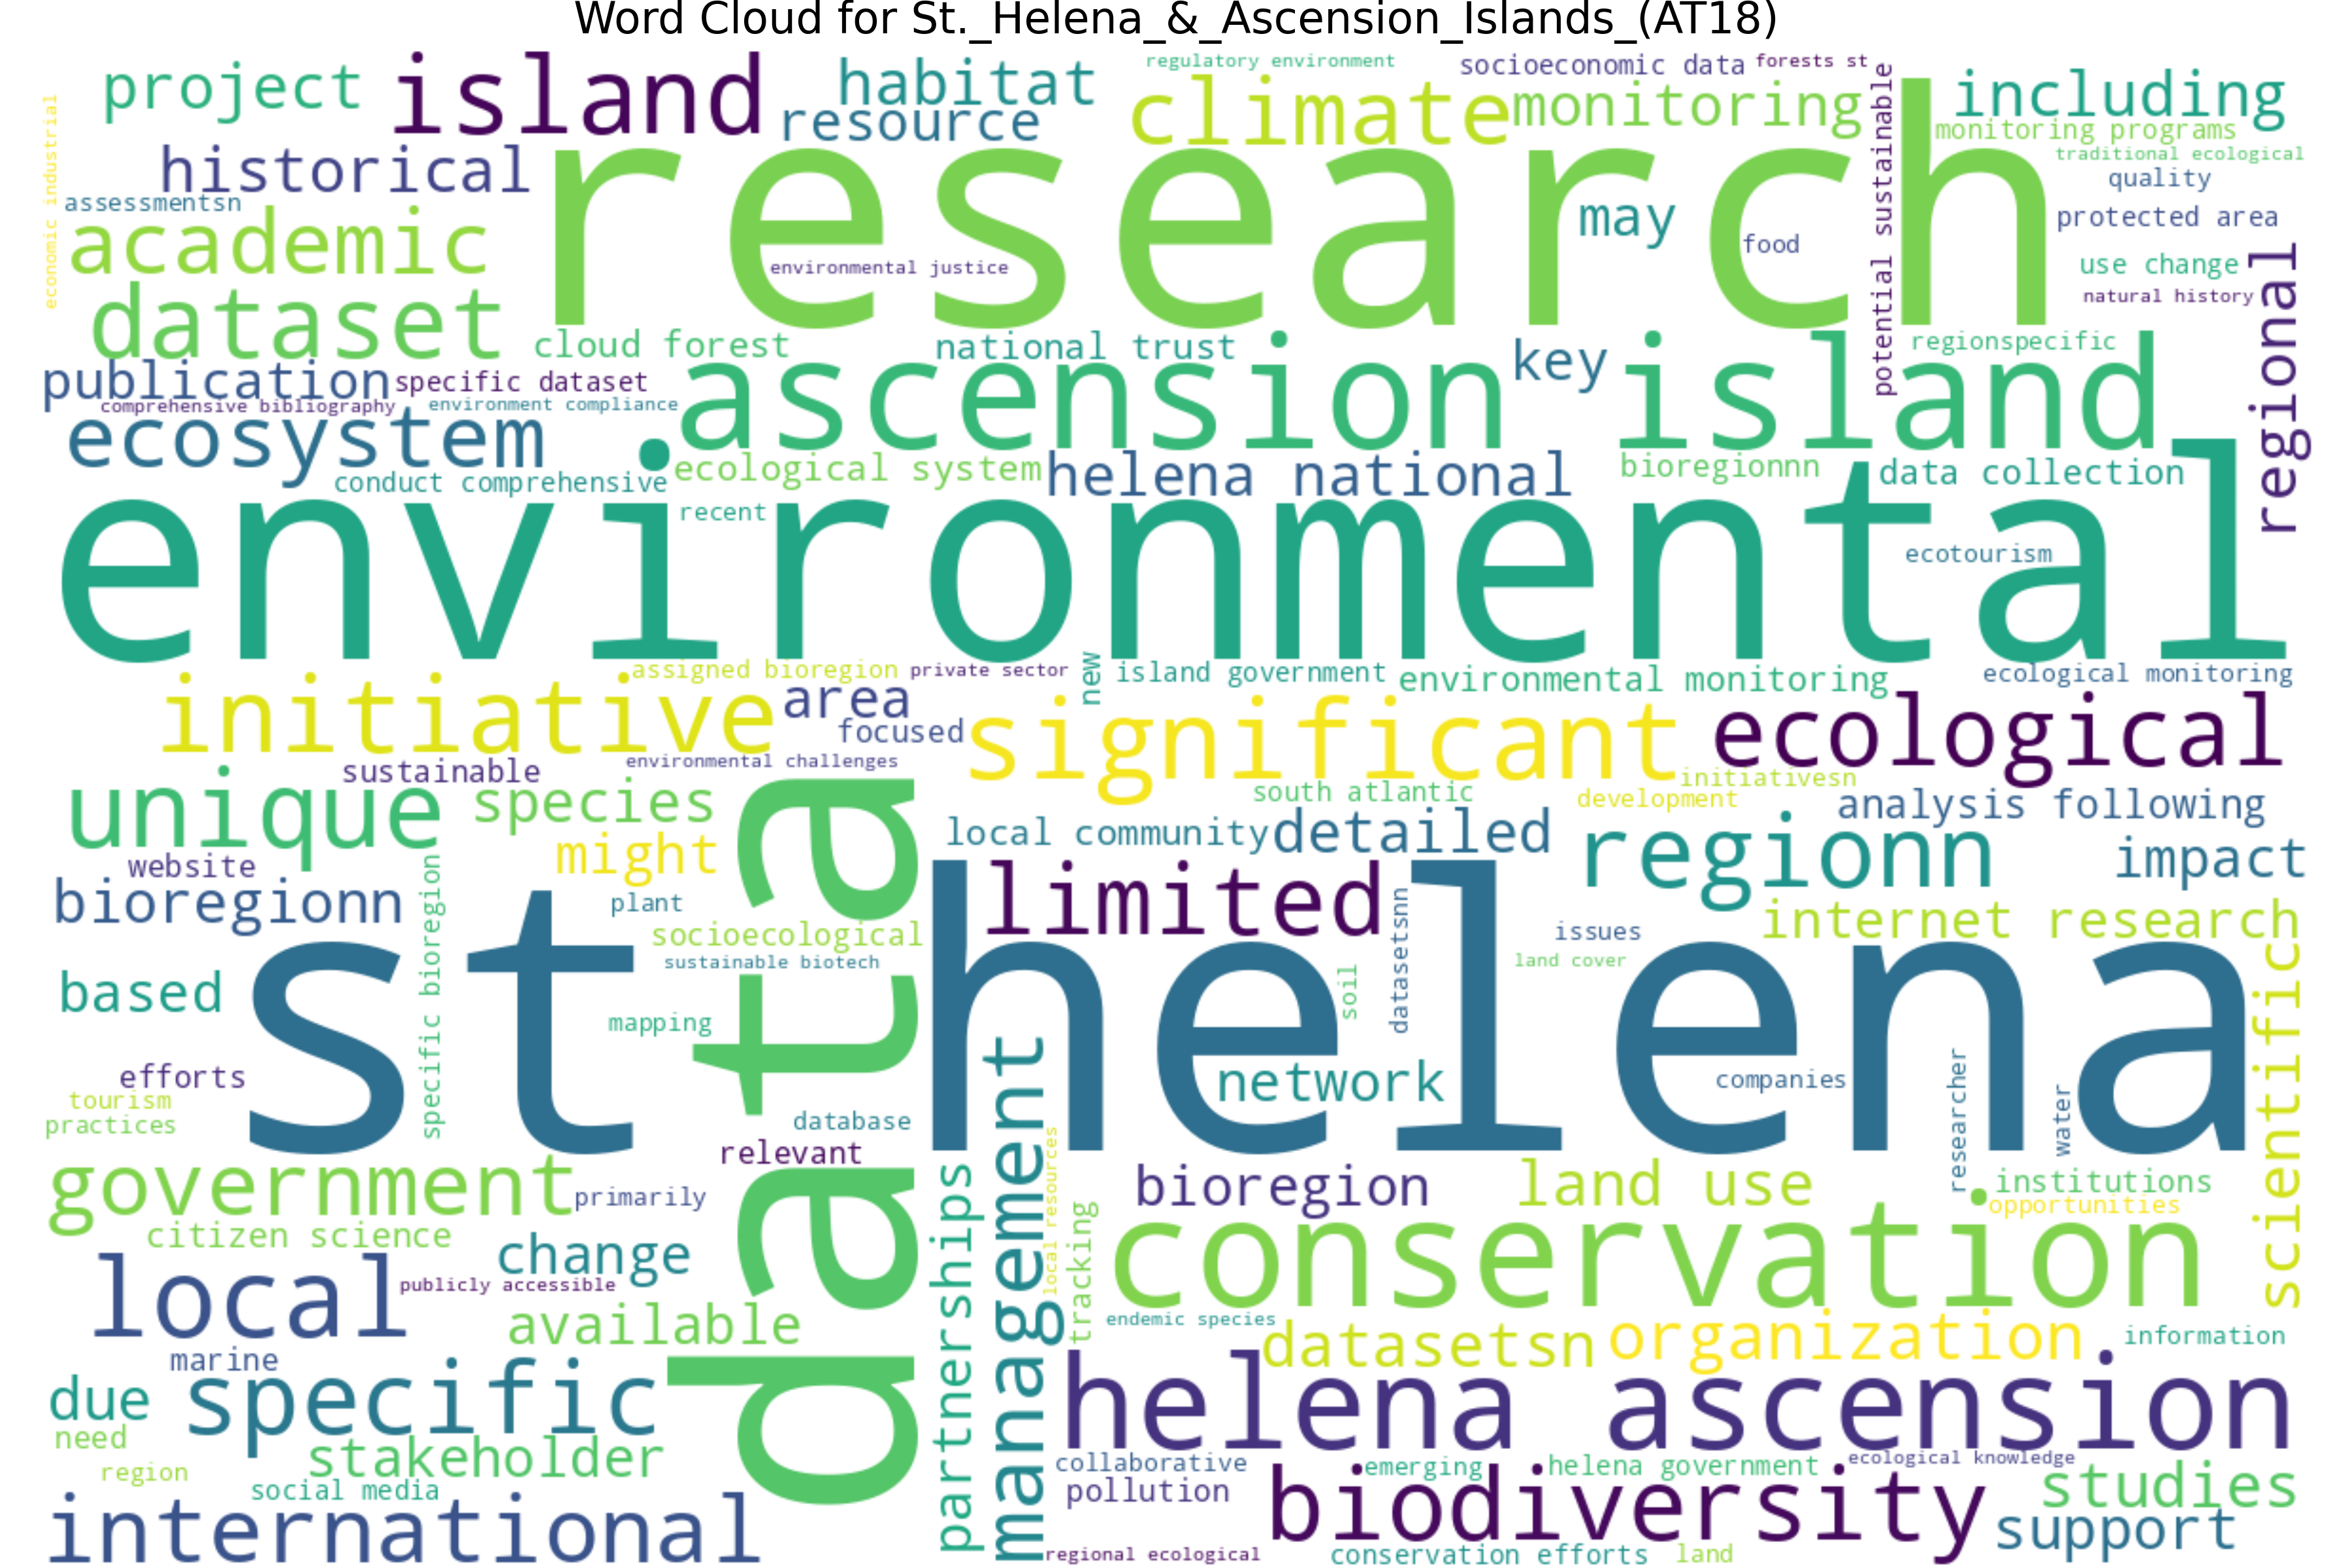 Word Cloud for St._Helena_&_Ascension_Islands_(AT18)
regulatory environment
socioeconomic data
forests st
project
island
habitat
resource
climate
monitoring
including
monitoring programs
economic industrial
historical
research
potential sustainable
traditional ecological
quality
assessmentsn
academic
may
food
protected area
environmental justice
use change
natural history
regional
dataset
cloud forest
national trust
key
regionspecific
publication
specific dataset
ascension island
comprehensive bibliography
environment compliance
ecosystem
ecological system
helena national
bioregionnn
data collection
conduct comprehensive
recent
environmental
ecotourism
assigned bioregion
private sector
new
island government
environmental monitoring
ecological monitoring
initiative
area
focused
significant
ecological
sustainable
environmental challenges
initiativesn
unique
species
south atlantic
development
analysis following
local community
detailed
regionn
impact
might
website
bioregionn
specific bioregion
plant
data
limited
datasetsnn
internet research
socioecological
issues
sustainable biotech
land cover
soil
scientific
based
st helena
mapping
network
companies
researcher
water
efforts
tourism
practices
database
relevant
management
local resources
government
primarily
partnerships
tracking
bioregion
land use
institutions
opportunities
citizen science
change
conservation
local
publicly accessible
available
endemic species
datasetsn
organization
information
marine
due
specific
helena ascension
need
stakeholder
region
social media
collaborative
emerging
helena government
ecological knowledge
pollution
biodiversity
studies
international
support
regional ecological
conservation efforts
land